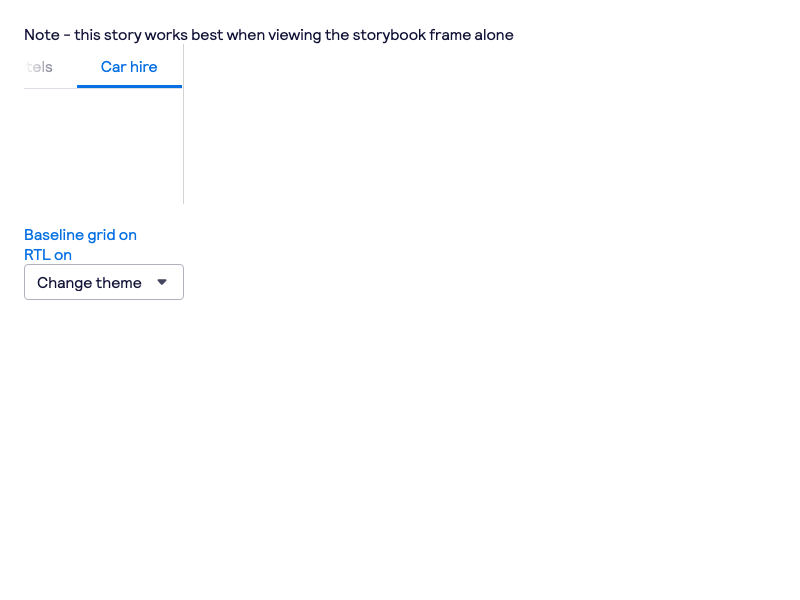 Note - this story works best when viewing the storybook frame alone
tels Car hire
Baseline grid on
RTL on
Change theme